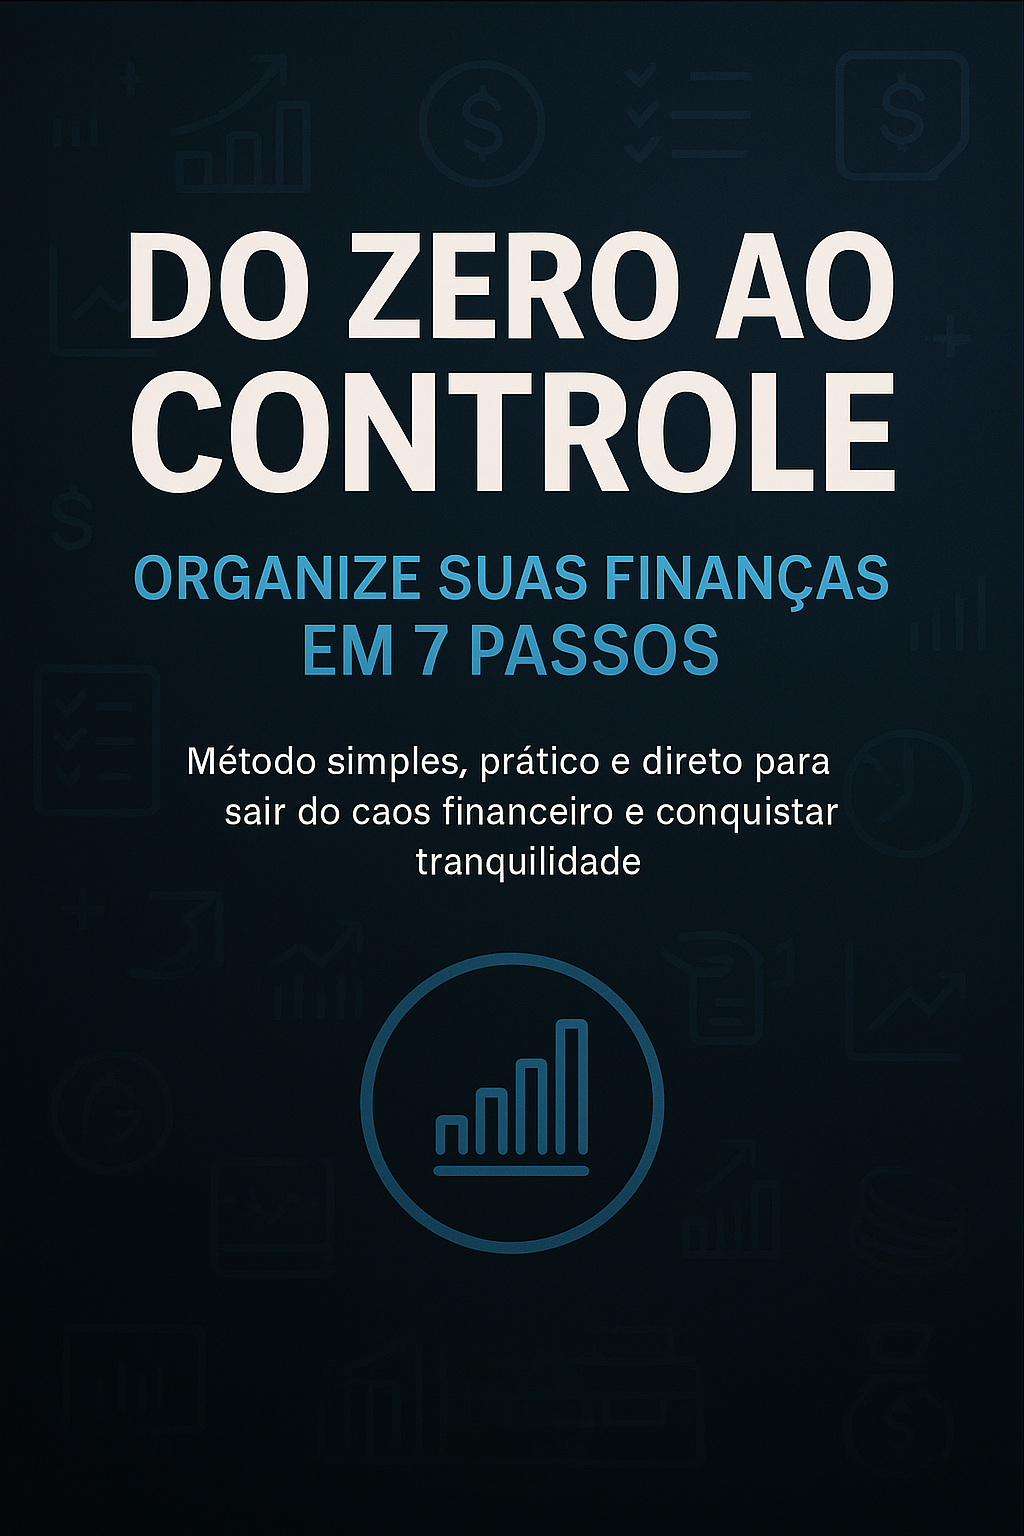 DO ZERO AO
CONTROLE
ORGANIZE SUAS FINANÇAS
EM 7 PASSOS
Método simples, prático e direto para
sair do caos financeiro e conquistar
tranquilidade